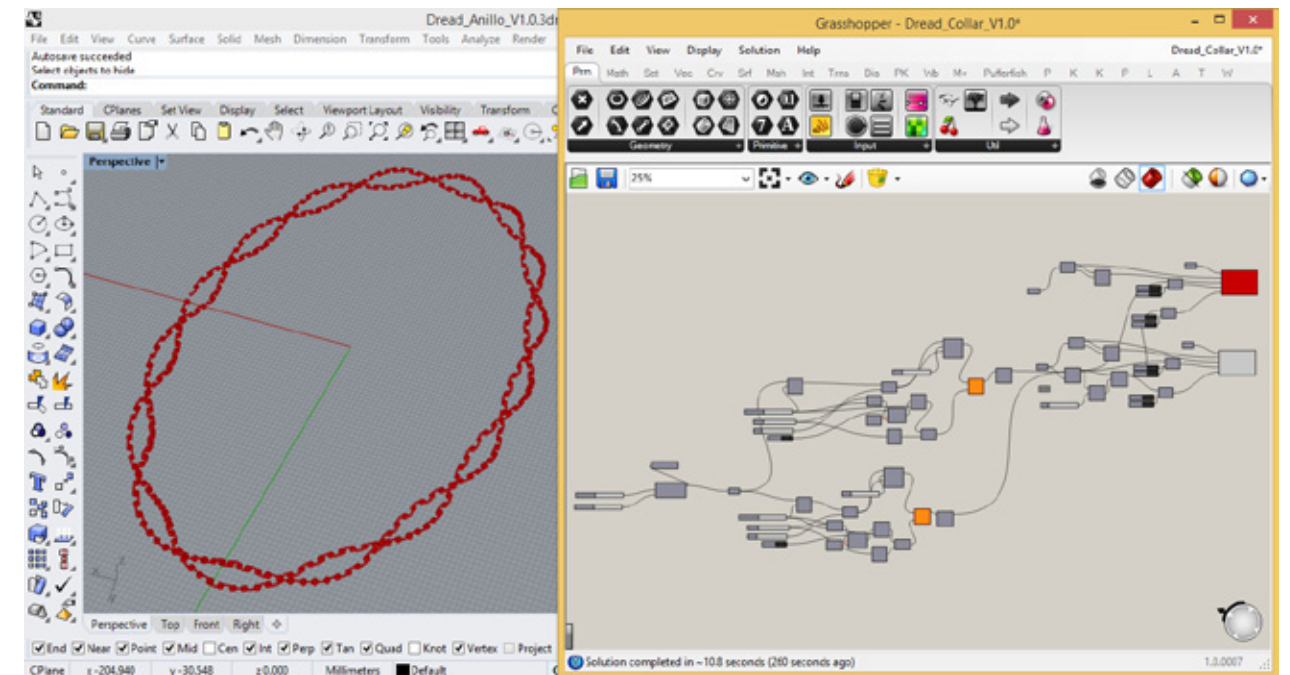 Dread_Anillo_V1.0.3d
File Edit View Curve Surface Solid Mesh Dimension Transform Tools Analyze Render
Autosave succeeded
Select objects to hide
Command:
Standard CPlanes Set View Display Select Viewport Layout Visibility Transform
Perspective
Perspective Top Front Right
End Near Point Mid Cen Int Perp Tan Quad Knot Vertex Project
CPlane x -204.940 y -30.548 z 0.000 Millimeters Default
Grasshopper - Dread_Collar_V1.0*
File Edit View Display Solution Help Dread_Collar_V1.0*
Prm Math Set Vec Crv Srf Msh Int Trns Dis PK Wb M+ Pufferfish P K K P L A T W
Geometry Primitive Input Util
25%
Solution completed in ~10.8 seconds (260 seconds ago) 1.0.0007